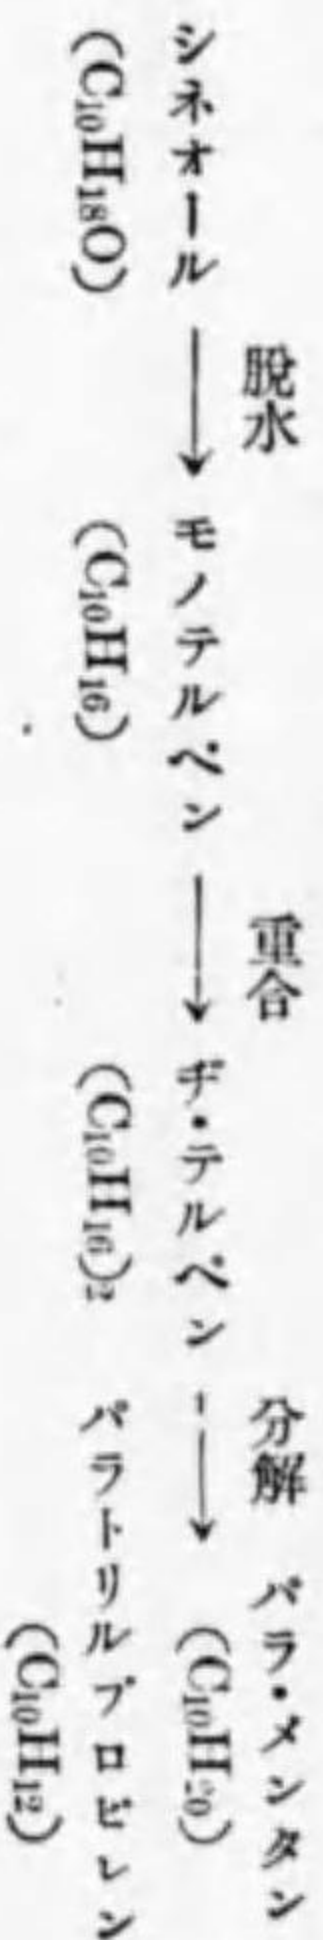 脱水 重合 分解 パラ・メンタン
シネオール → モノテルペン → ヂ・テルペン → (C₁₀H₂₀)
(C₁₀H₁₈O) (C₁₀H₁₆) (C₁₀H₁₆)₂ パラトリルプロピレン
(C₁₀H₁₂)